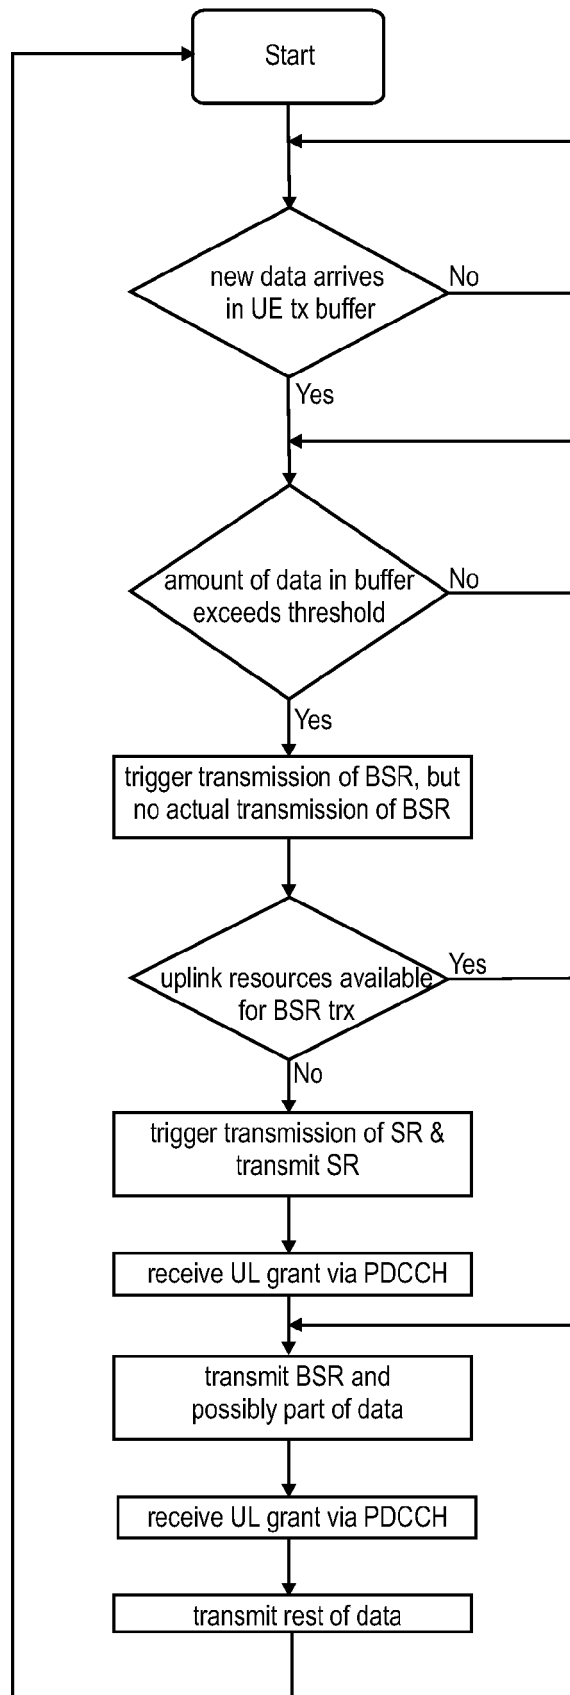 Start
new data arrives
in UE tx buffer
No
Yes
amount of data in buffer
exceeds threshold
No
Yes
trigger transmission of BSR, but
no actual transmission of BSR
uplink resources available
for BSR trx
Yes
No
trigger transmission of SR &
transmit SR
receive UL grant via PDCCH
transmit BSR and
possibly part of data
receive UL grant via PDCCH
transmit rest of data